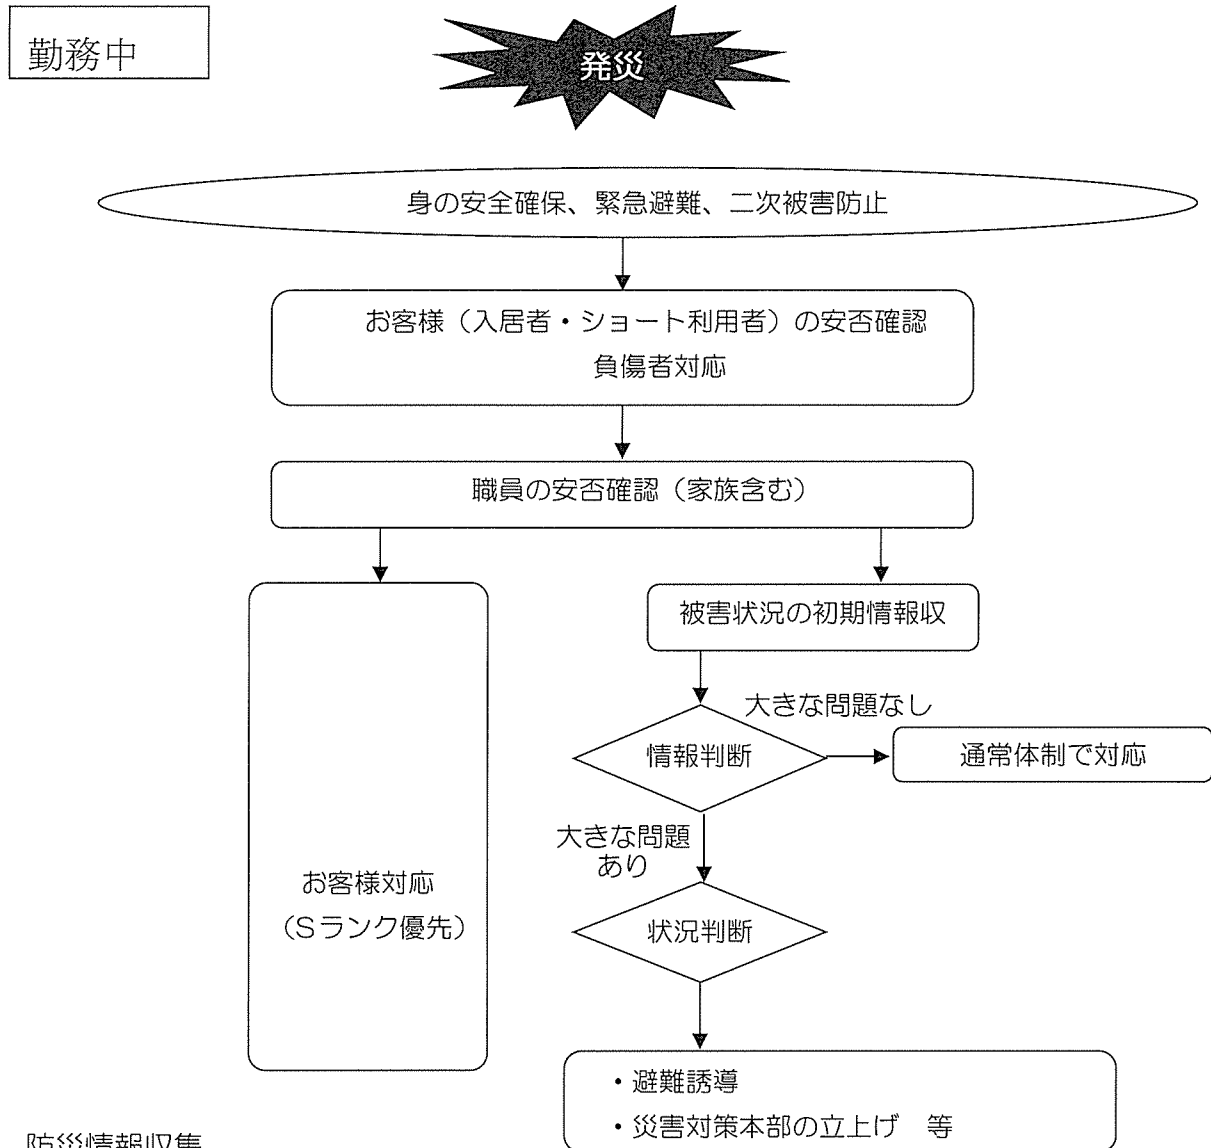 勤務中
発災
身の安全確保、緊急避難、二次被害防止
お客様（入居者・ショート利用者）の安否確認
負傷者対応
職員の安否確認（家族含む）
被害状況の初期情報収
大きな問題なし
情報判断
通常体制で対応
大きな問題
あり
お客様対応
（Sランク優先）
状況判断
・避難誘導
・災害対策本部の立上げ　等
防災情報収集